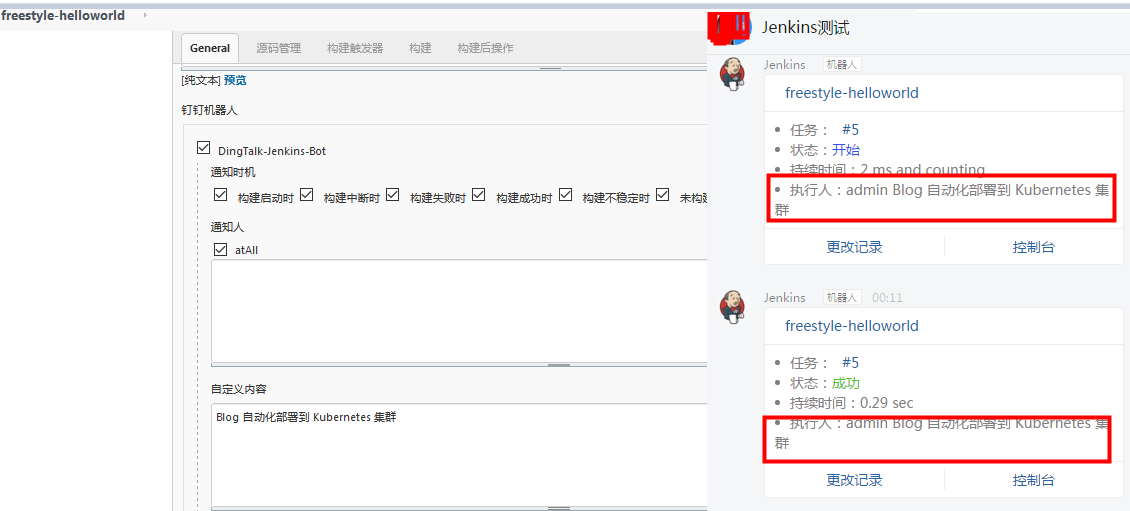 freestyle-helloworld
General 源码管理 构建触发器 构建 构建后操作
[纯文本] 预览
钉钉机器人
DingTalk-Jenkins-Bot
通知时机
构建启动时 构建中断时 构建失败时 构建成功时 构建不稳定时 未构建
通知人
atAll
自定义内容
Blog 自动化部署到 Kubernetes 集群
Jenkins测试
Jenkins 机器人
freestyle-helloworld
任务： #5
状态：开始
持续时间：2 ms and counting
执行人：admin Blog 自动化部署到 Kubernetes 集
群
更改记录 控制台
Jenkins 机器人 00:11
freestyle-helloworld
任务： #5
状态：成功
持续时间：0.29 sec
执行人：admin Blog 自动化部署到 Kubernetes 集
群
更改记录 控制台